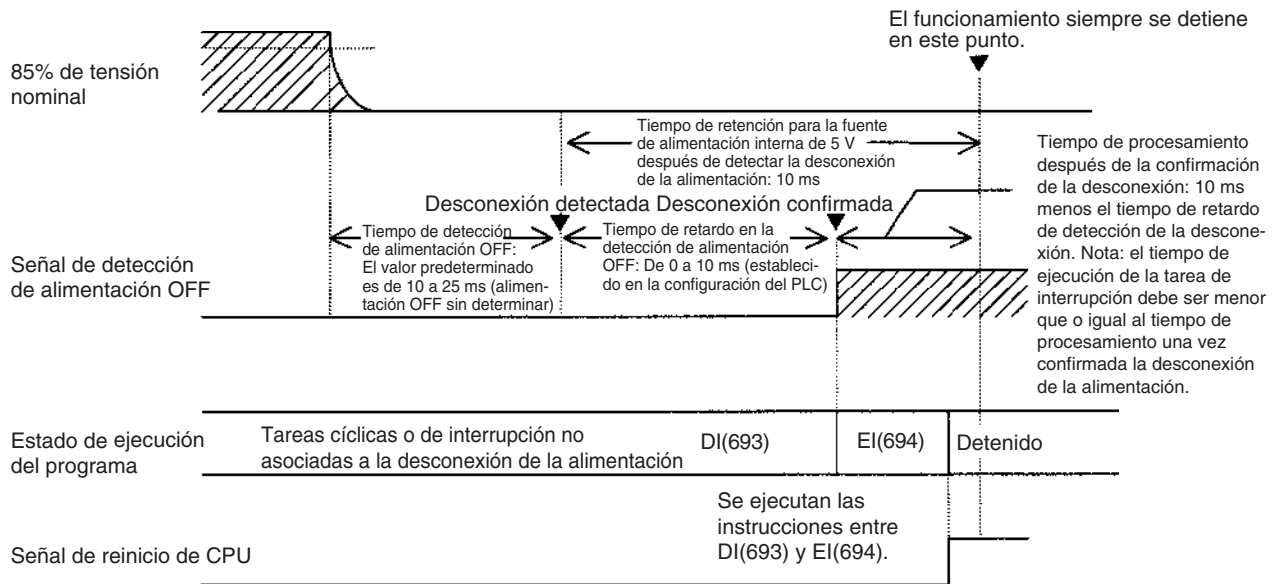 El funcionamiento siempre se detiene
en este punto.
85% de tensión
nominal
Tiempo de retención para la fuente
de alimentación interna de 5 V
después de detectar la desconexión
de la alimentación: 10 ms
Tiempo de procesamiento
después de la confirmación
de la desconexión: 10 ms
menos el tiempo de retardo
de detección de la descone-
xión. Nota: el tiempo de
ejecución de la tarea de
interrupción debe ser menor
que o igual al tiempo de
procesamiento una vez
confirmada la desconexión
de la alimentación.
Desconexión detectada Desconexión confirmada
Tiempo de detección
de alimentación OFF:
El valor predeterminado
es de 10 a 25 ms (alimen-
tación OFF sin determinar)
Tiempo de retardo en la
detección de alimentación
OFF: De 0 a 10 ms (estableci-
do en la configuración del PLC)
Señal de detección
de alimentación OFF
Estado de ejecución
del programa
Tareas cíclicas o de interrupción no
asociadas a la desconexión de la alimentación
DI(693)
EI(694)
Detenido
Se ejecutan las
instrucciones entre
DI(693) y EI(694).
Señal de reinicio de CPU